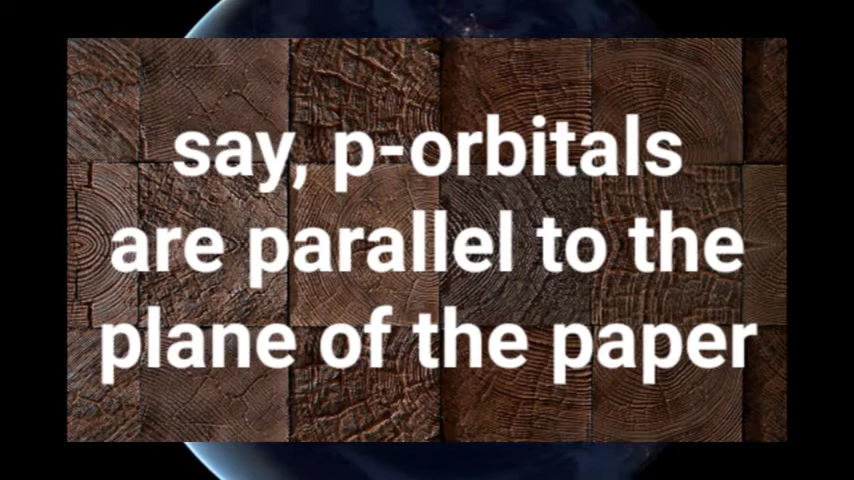 say, p-orbitals
are parallel to the
plane of the paper